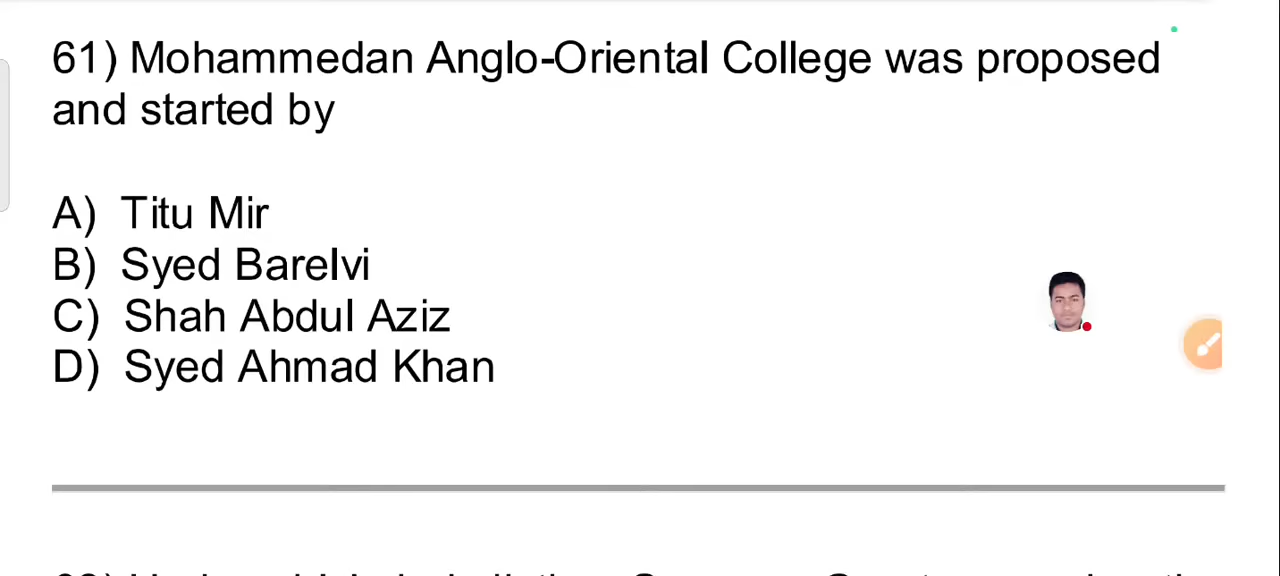 61) Mohammedan Anglo-Oriental College was proposed
and started by
A) Titu Mir
B) Syed Barelvi
C) Shah Abdul Aziz
D) Syed Ahmad Khan